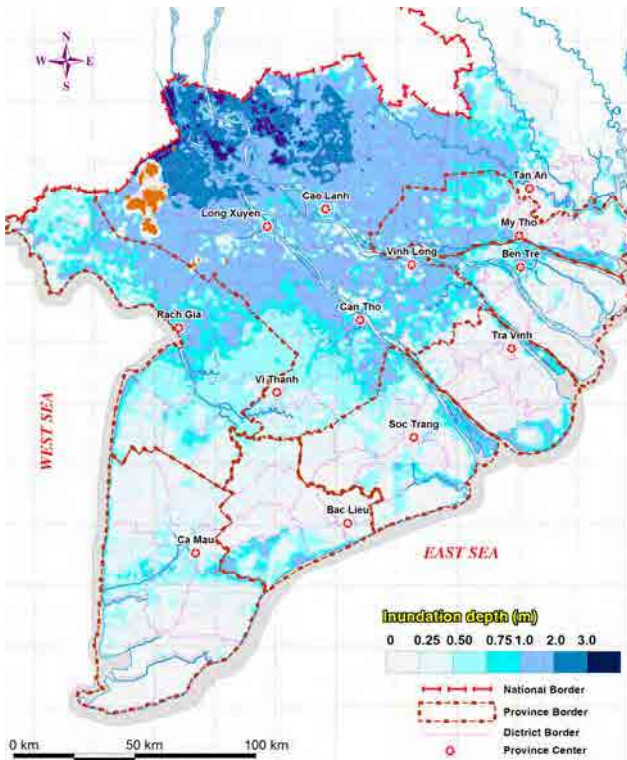 N
W E
S
Tan An
Cao Lanh
Long Xuyen
My Tho
Vinh Long
Ben Tre
Can Tho
Rach Gia
Tra Vinh
Vi Thanh
WEST SEA
Soc Trang
Bac Lieu
Ca Mau
EAST SEA
Inundation depth (m)
0 0.25 0.50 0.75 1.0 2.0 3.0
National Border
Province Border
Dictrict Border
Province Center
0 km 50 km 100 km